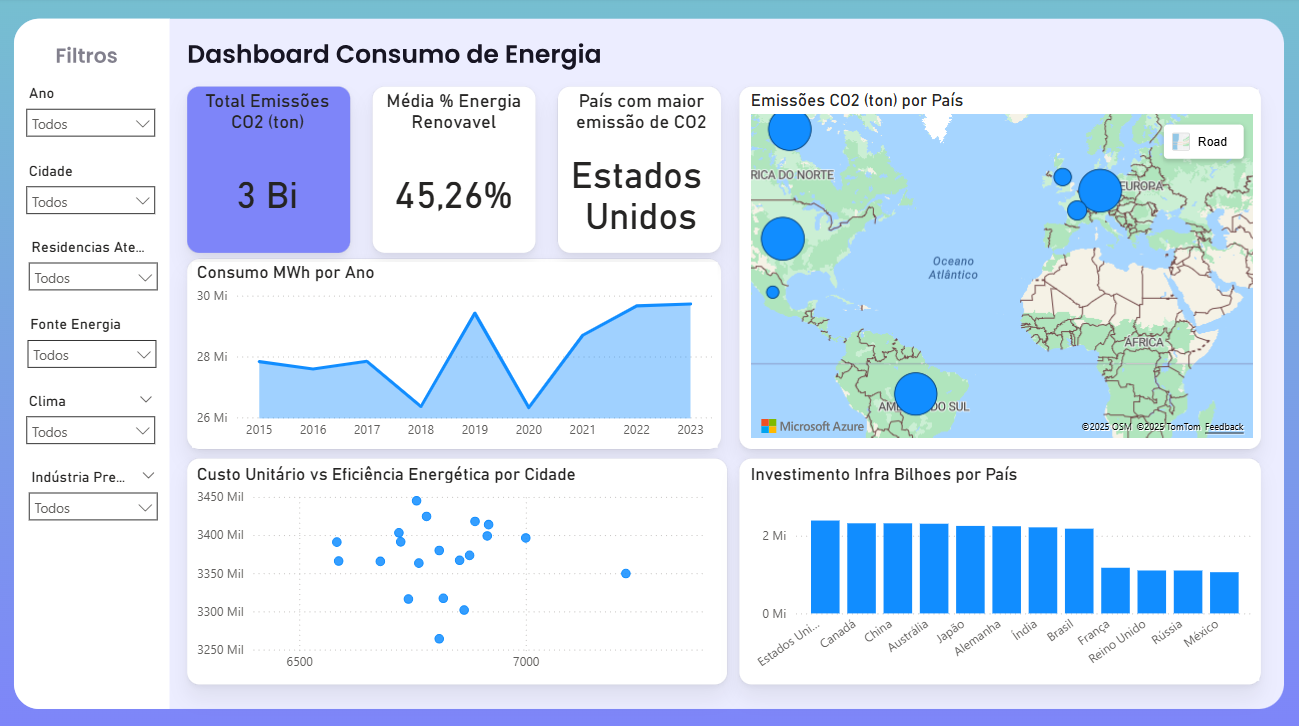 Filtros
Ano
Todos
Cidade
Todos
Residencias Ate...
Todos
Fonte Energia
Todos
Clima
Todos
Indústria Pre...
Todos
Dashboard Consumo de Energia
Total Emissões
CO2 (ton)
3 Bi
Média % Energia
Renovavel
45,26%
País com maior
emissão de CO2
Estados
Unidos
Emissões CO2 (ton) por País
Road
RICA DO NORTE
EUROPA
Oceano
Atlântico
ÁFRICA
AM DO SUL
Microsoft Azure
©2025 OSM ©2025 TomTom Feedback
Consumo MWh por Ano
30 Mi
28 Mi
26 Mi
2015 2016 2017 2018 2019 2020 2021 2022 2023
Custo Unitário vs Eficiência Energética por Cidade
3450 Mil
3400 Mil
3350 Mil
3300 Mil
3250 Mil
6500 7000
Investimento Infra Bilhoes por País
2 Mi
0 Mi
Estados Uni...
Canadá
China
Austrália
Japão
Alemanha
Índia
Brasil
França
Reino Unido
Rússia
México